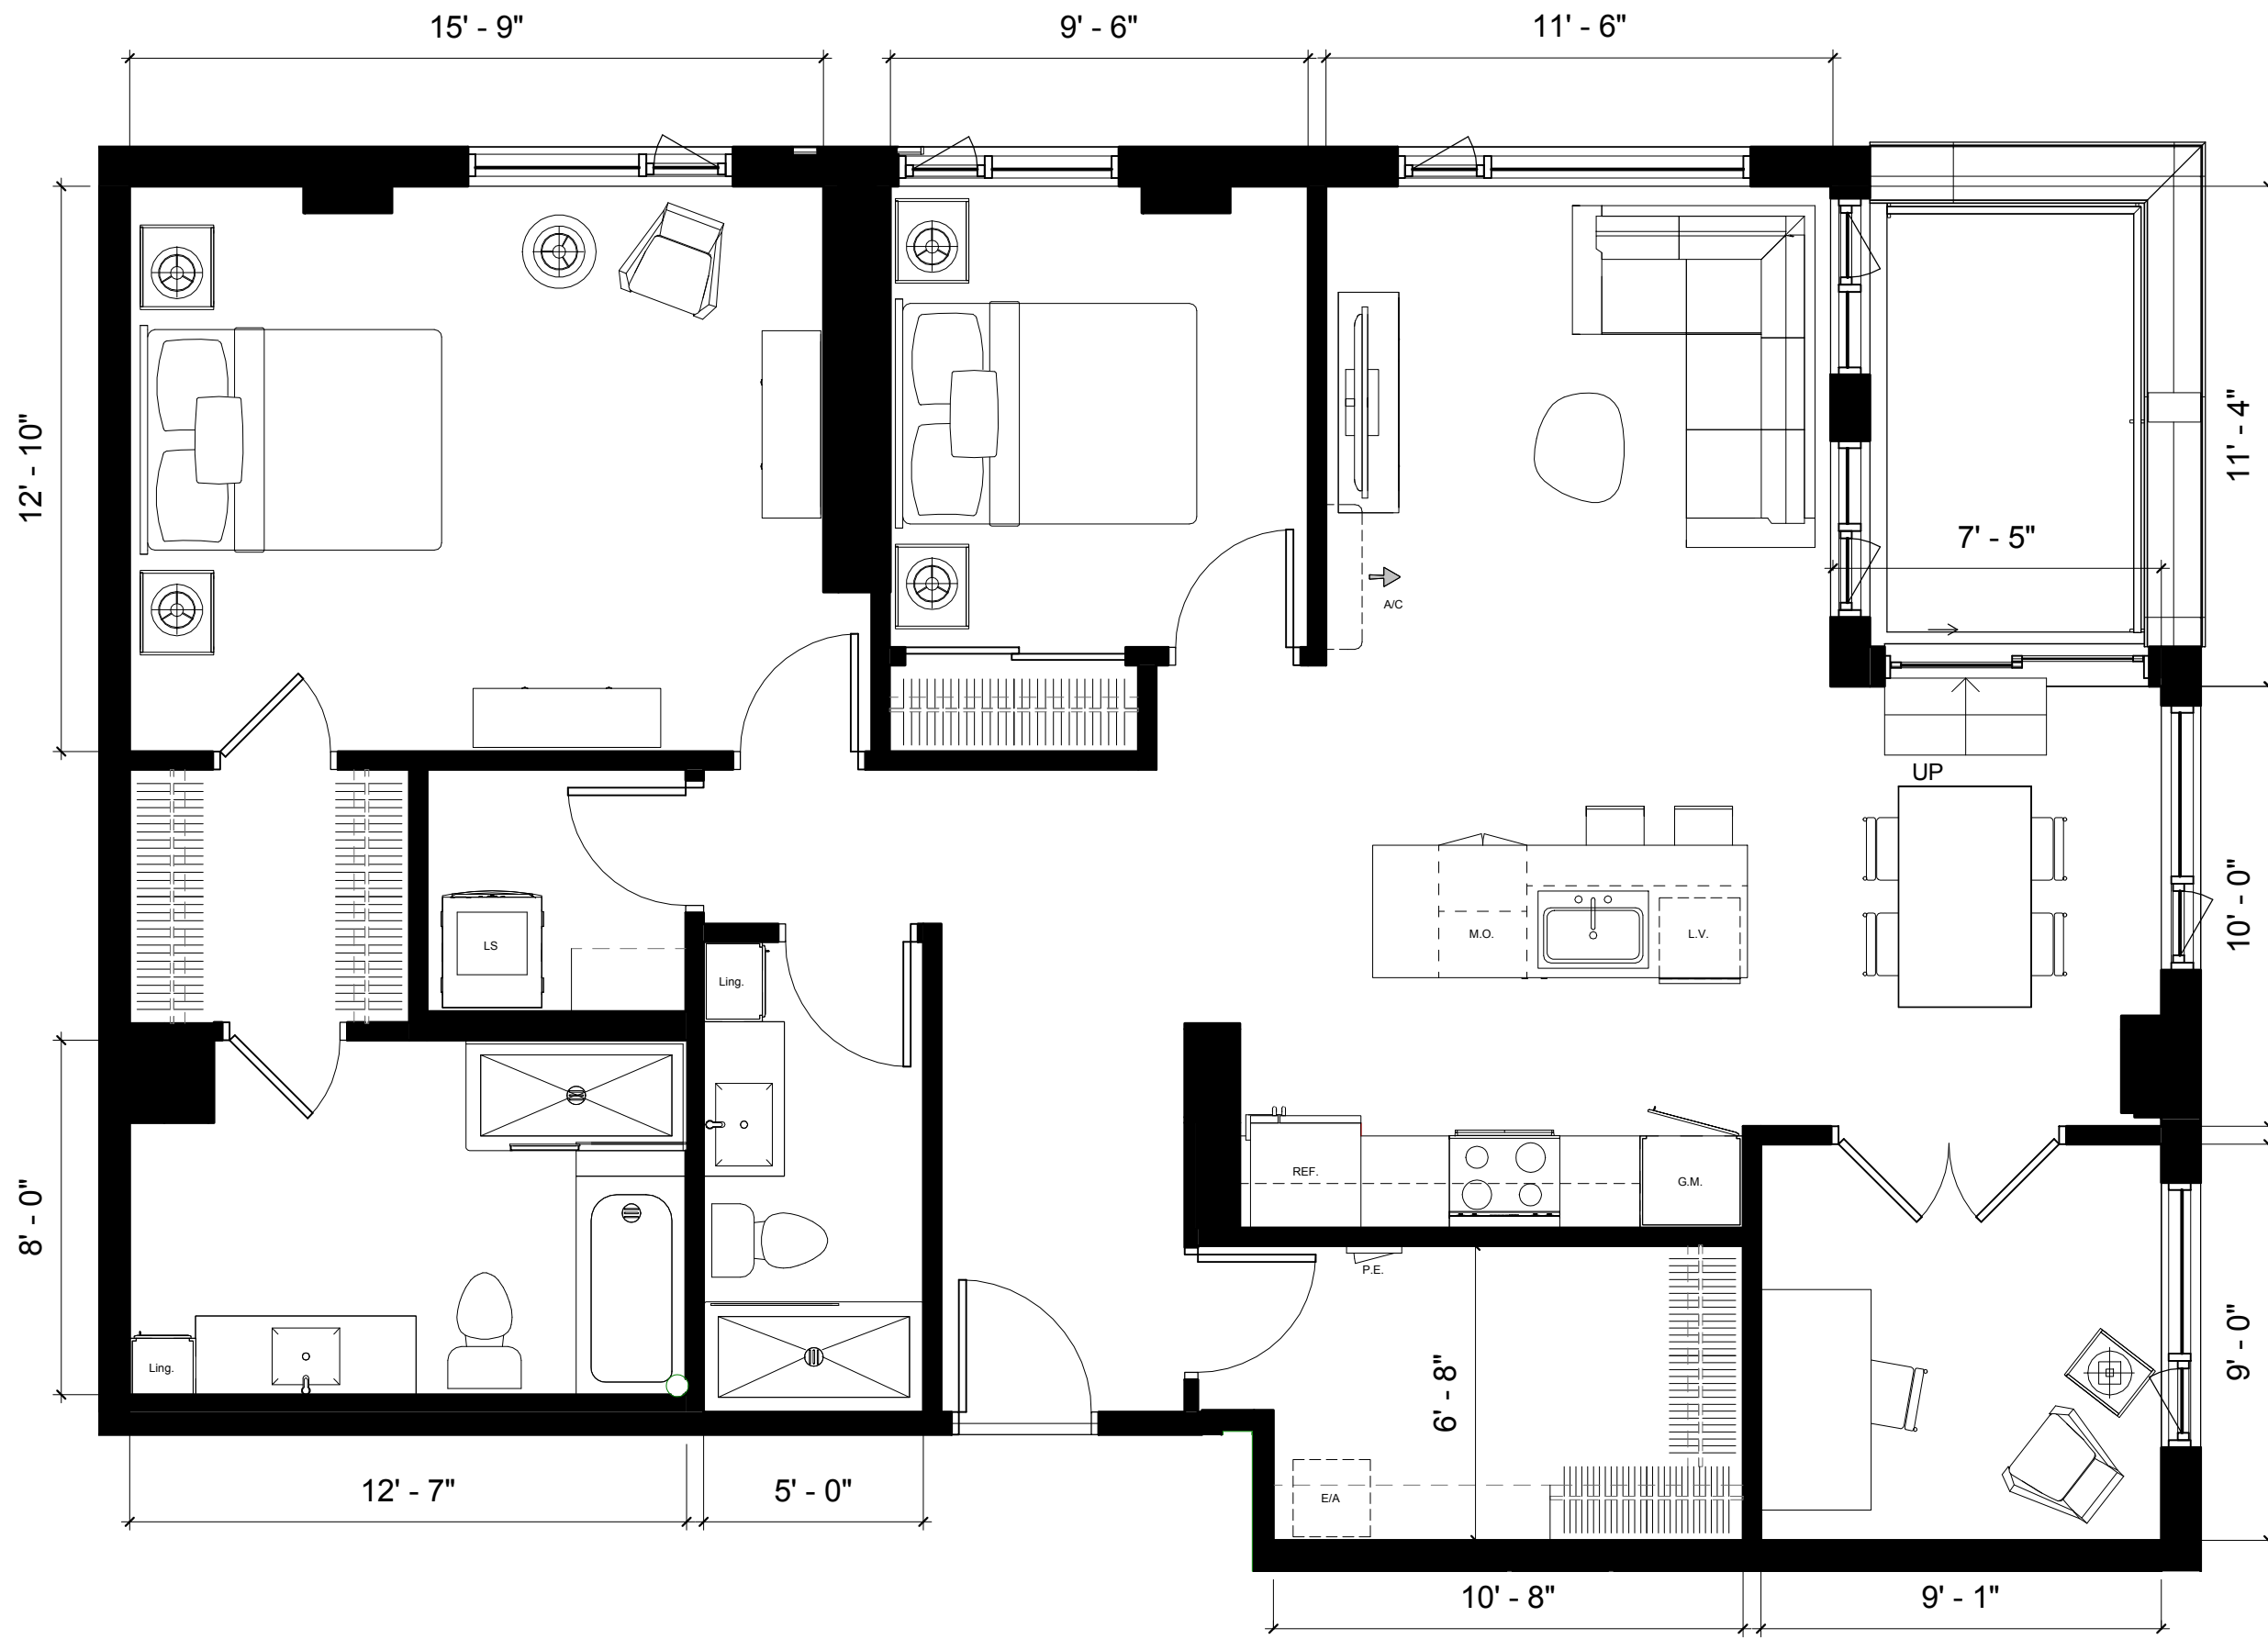 15' - 9"
9' - 6"
11' - 6"
12' - 10"
11' - 4"
7' - 5"
A/C
UP
10' - 0"
M.O.
L.V.
LS
Ling.
REF.
G.M.
8' - 0"
P.E.
9' - 0"
6' - 8"
Ling.
12' - 7"
5' - 0"
E/A
10' - 8"
9' - 1"